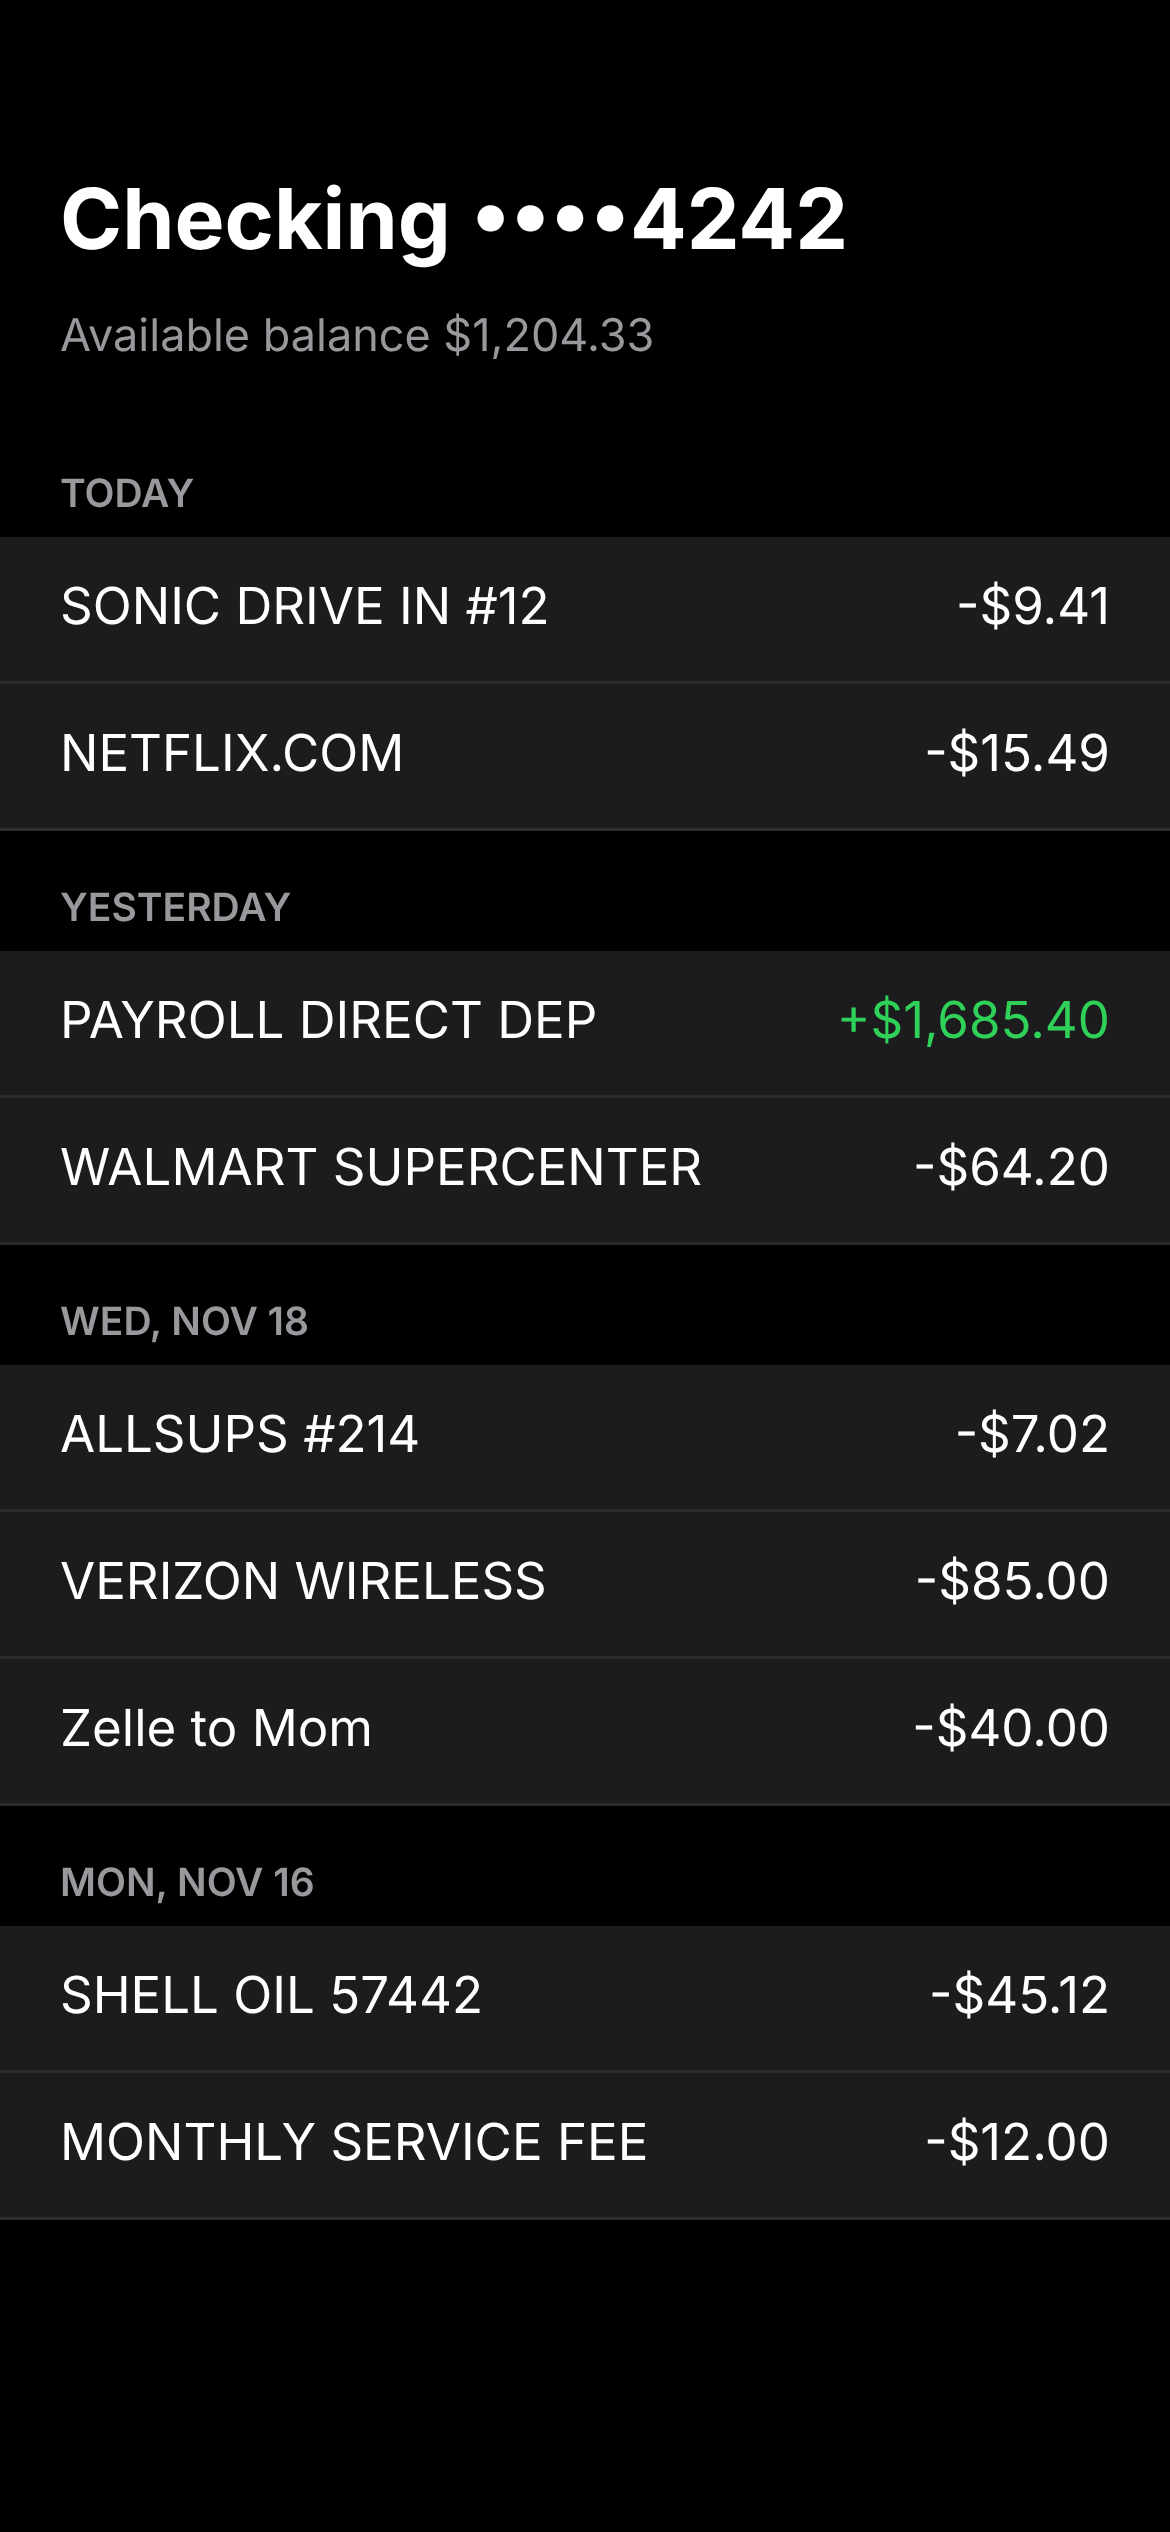 Checking ••••4242
Available balance $1,204.33
TODAY
SONIC DRIVE IN #12 -$9.41
NETFLIX.COM -$15.49
YESTERDAY
PAYROLL DIRECT DEP +$1,685.40
WALMART SUPERCENTER -$64.20
WED, NOV 18
ALLSUPS #214 -$7.02
VERIZON WIRELESS -$85.00
Zelle to Mom -$40.00
MON, NOV 16
SHELL OIL 57442 -$45.12
MONTHLY SERVICE FEE -$12.00